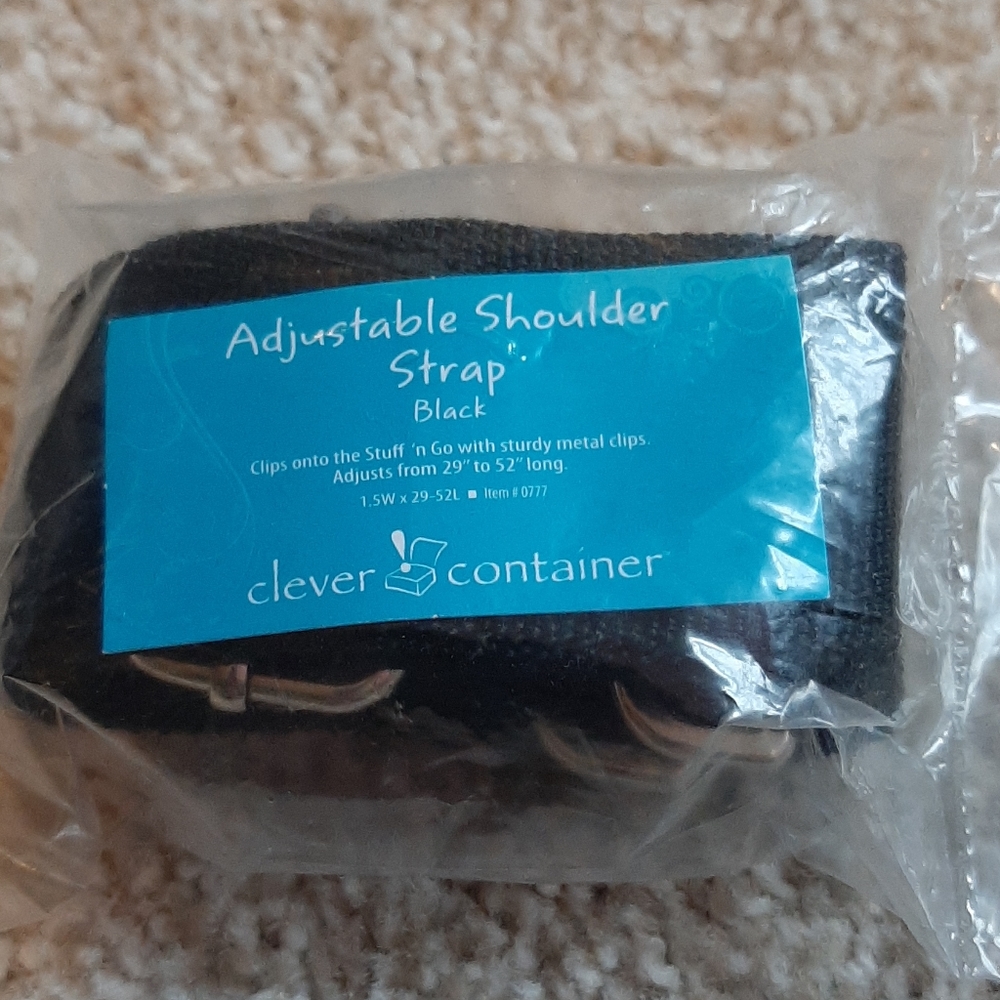 Adjustable Shoulder
Strap
Black
Clips onto the Stuff 'n Go with sturdy metal clips.
Adjusts from 29" to 52" long.
1.5W x 29-52L ■ Item # 0777
clever container